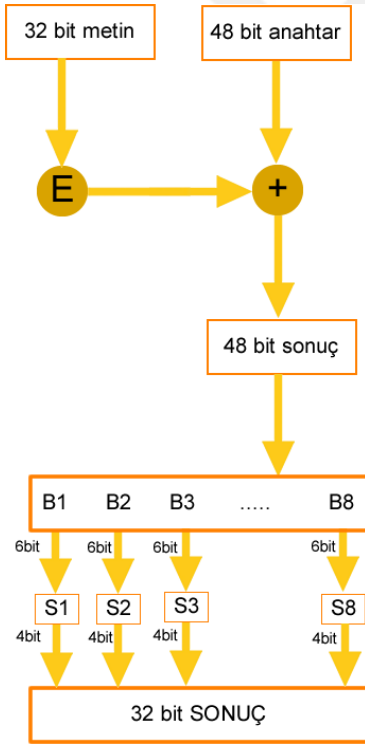 32 bit metin 48 bit anahtar
E +
48 bit sonuç
B1 B2 B3 ..... B8
6bit 6bit 6bit 6bit
S1 S2 S3 S8
4bit 4bit 4bit 4bit
32 bit SONUÇ